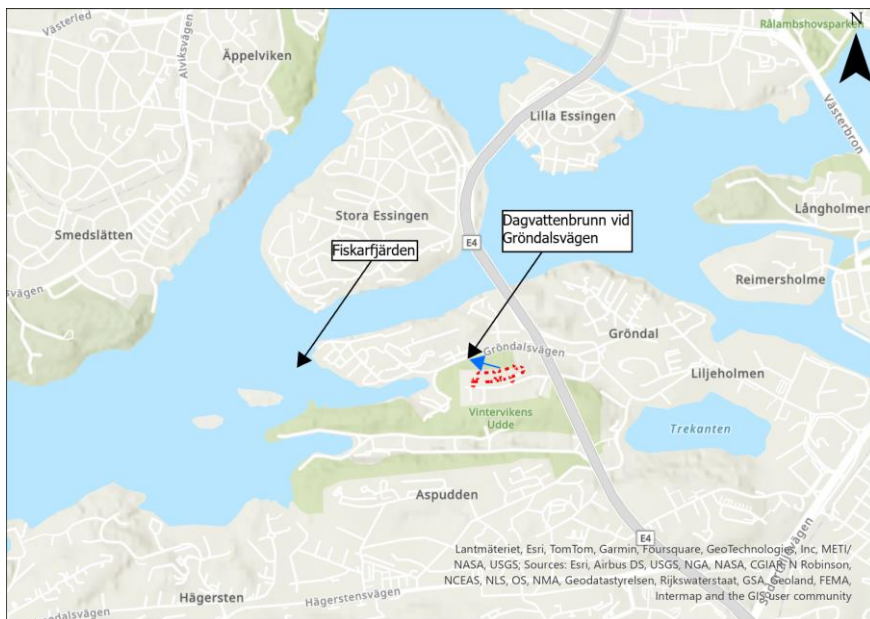 Västerled
Alviksvägen
Äppelviken
Rålambshovsparken
N
Lilla Essingen
Västerbron
Stora Essingen
Långholmen
Smedslätten
Fiskarfjärden
E4
Dagvattenbrunn vid
Gröndalsvägen
Reimersholme
svägen
Gröndalsvägen
Gröndal
Liljeholmen
Vintervikens
Udde
Trekanten
Aspudden
E4
Lantmäteriet, Esri, TomTom, Garmin, Foursquare, GeoTechnologies, Inc, METI/
NASA, USGS; Sources: Esri, Airbus DS, USGS, NGA, NASA, CGIAR, N Robinson,
NCEAS, NLS, OS, NMA, Geodatastyrelsen, Rijkswaterstaat, GSA, Geoland, FEMA,
Intermap and the GIS user community
Hägersten
Hägerstensvägen